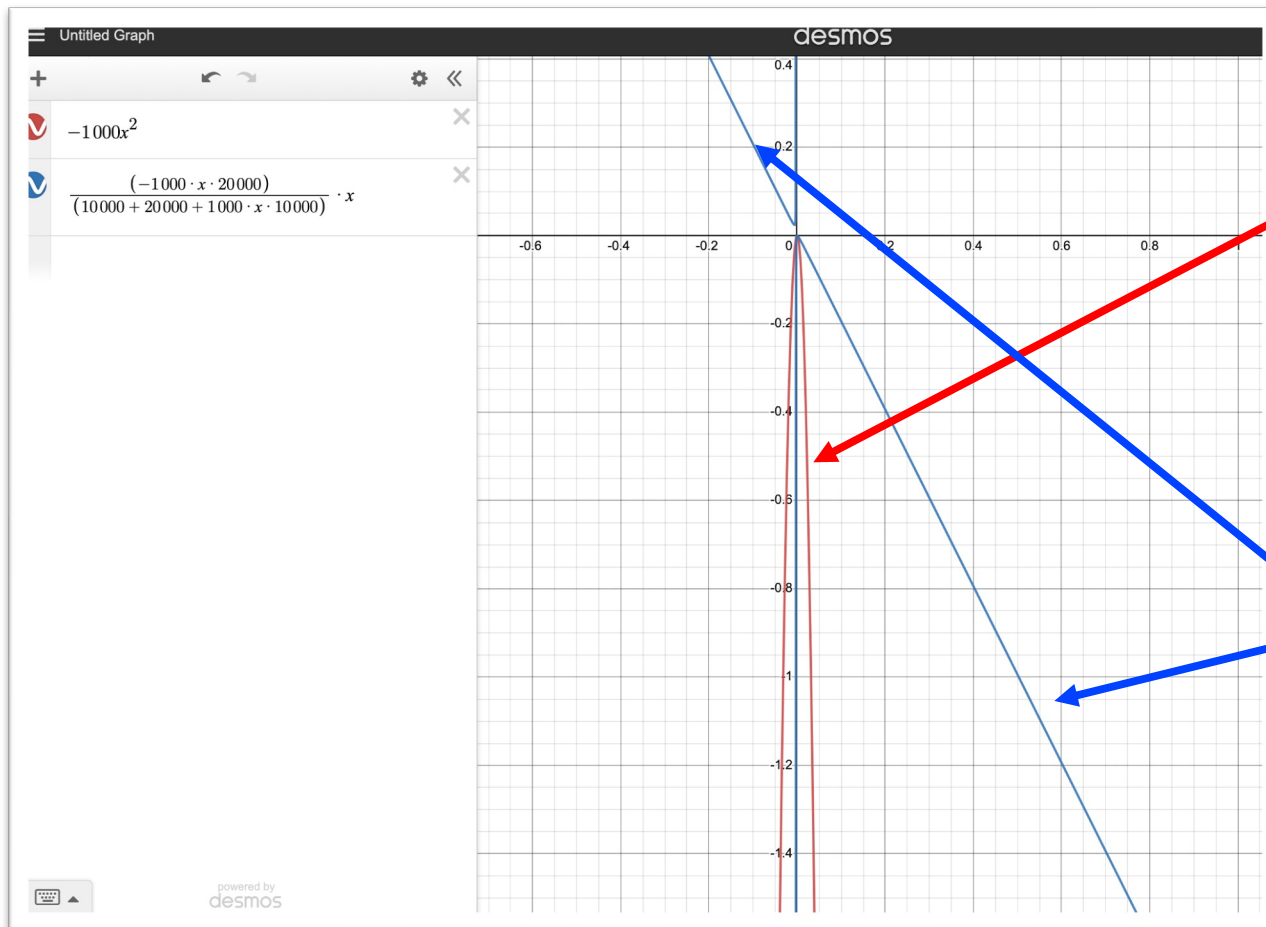 Untitled Graph
desmos
−1000x²
(−1000 · x · 20000)
(10000 + 20000 + 1000 · x · 10000) · x
0.4
0.2
-0.6 -0.4 -0.2 0 0.2 0.4 0.6 0.8 1
-0.2
-0.4
-0.6
-0.8
-1
-1.2
-1.4
powered by
desmos